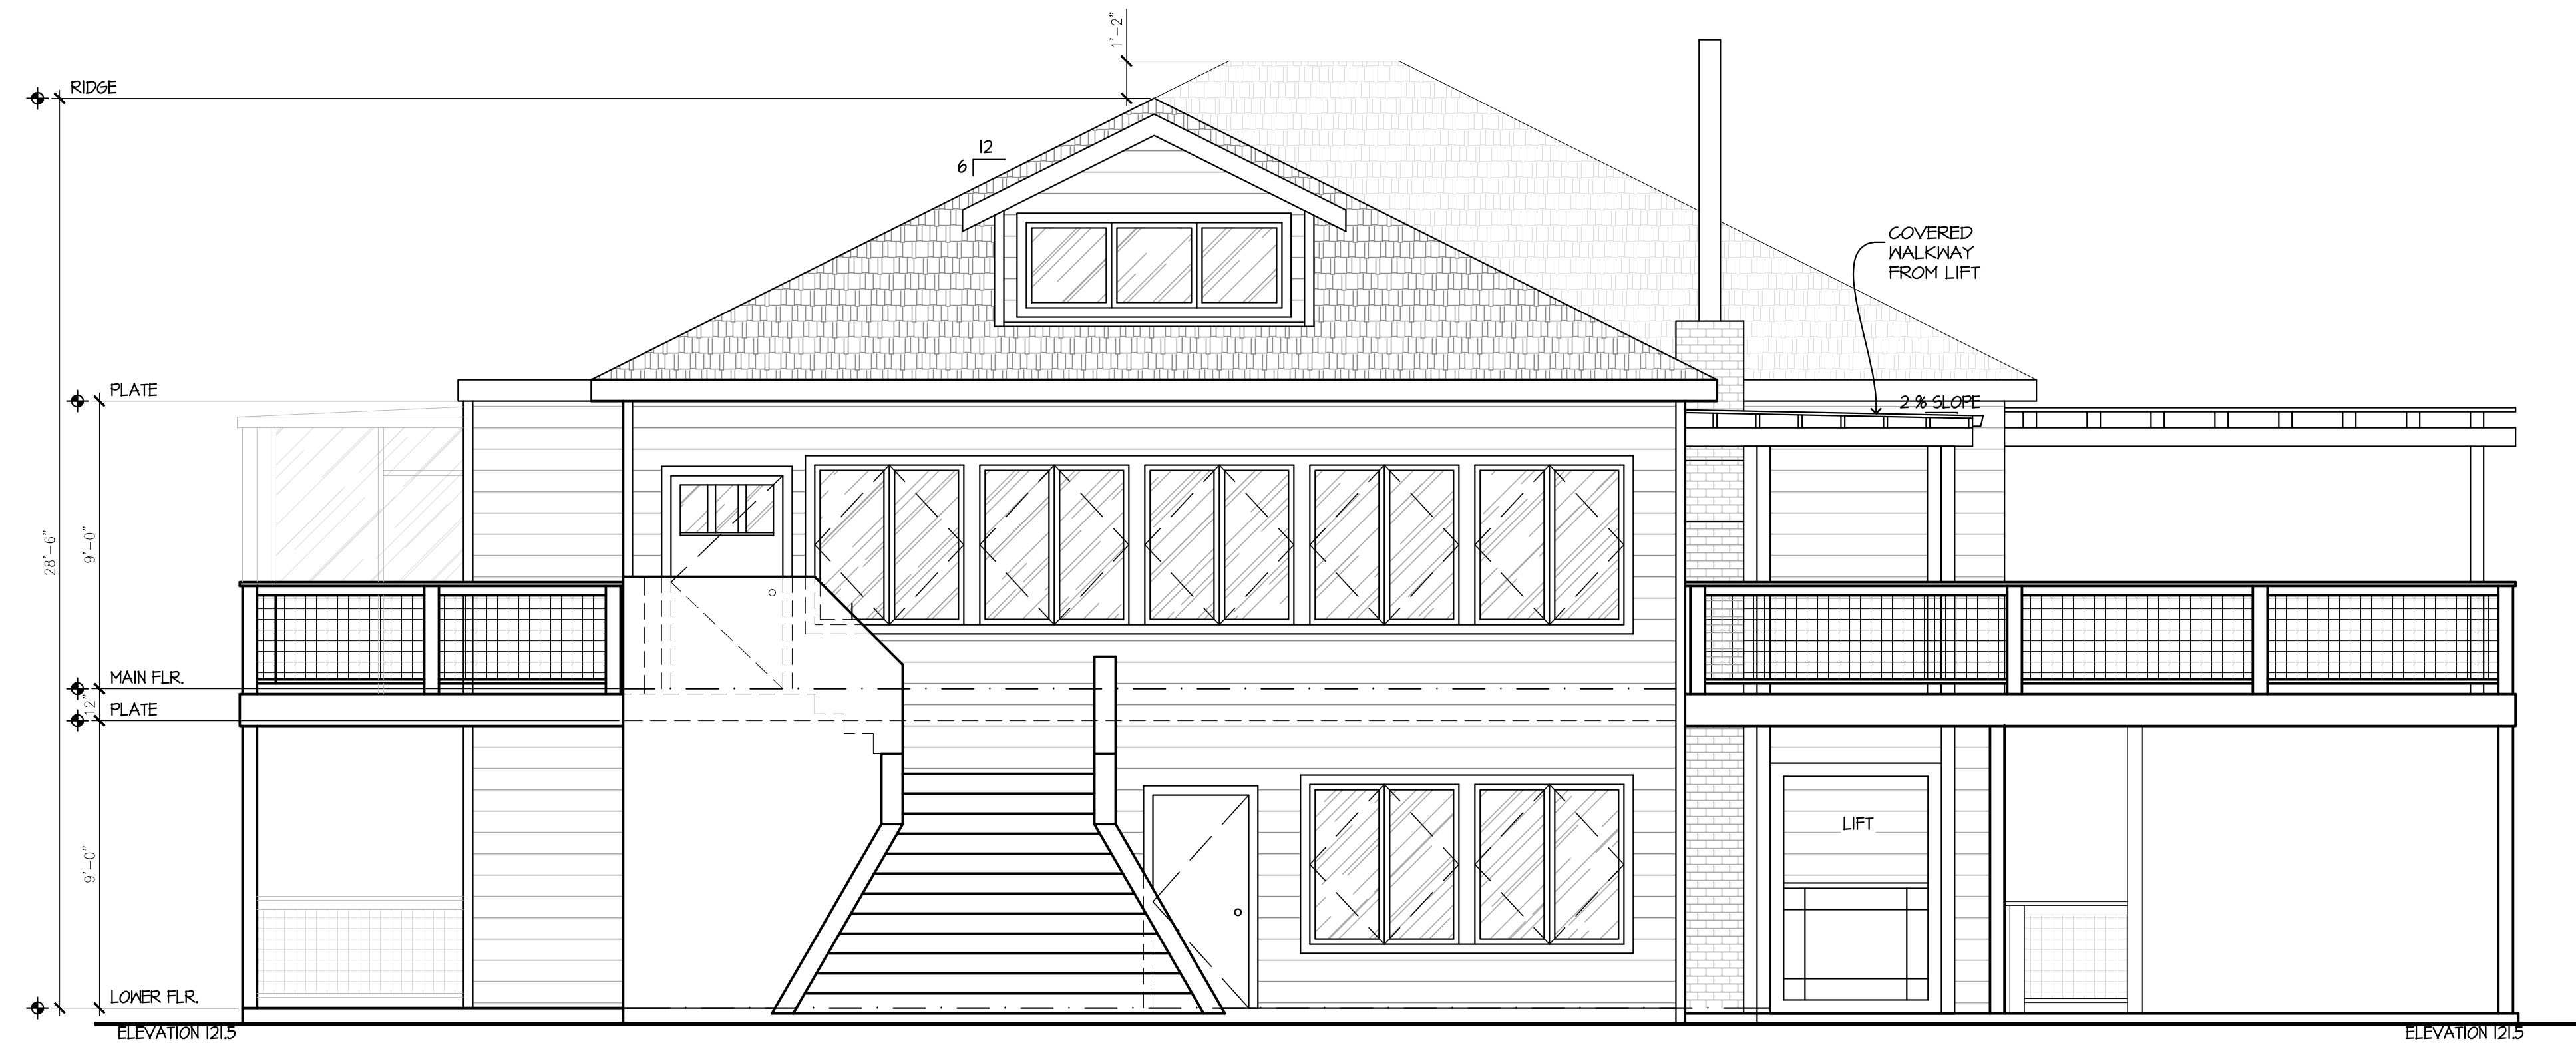 1'-2"
RIDGE
12
6
COVERED
WALKWAY
FROM LIFT
PLATE
2 % SLOPE
28'-6"
9'-0"
MAIN FLR.
12"
PLATE
LIFT
9'-0"
LOWER FLR.
ELEVATION 121.5
ELEVATION 121.5